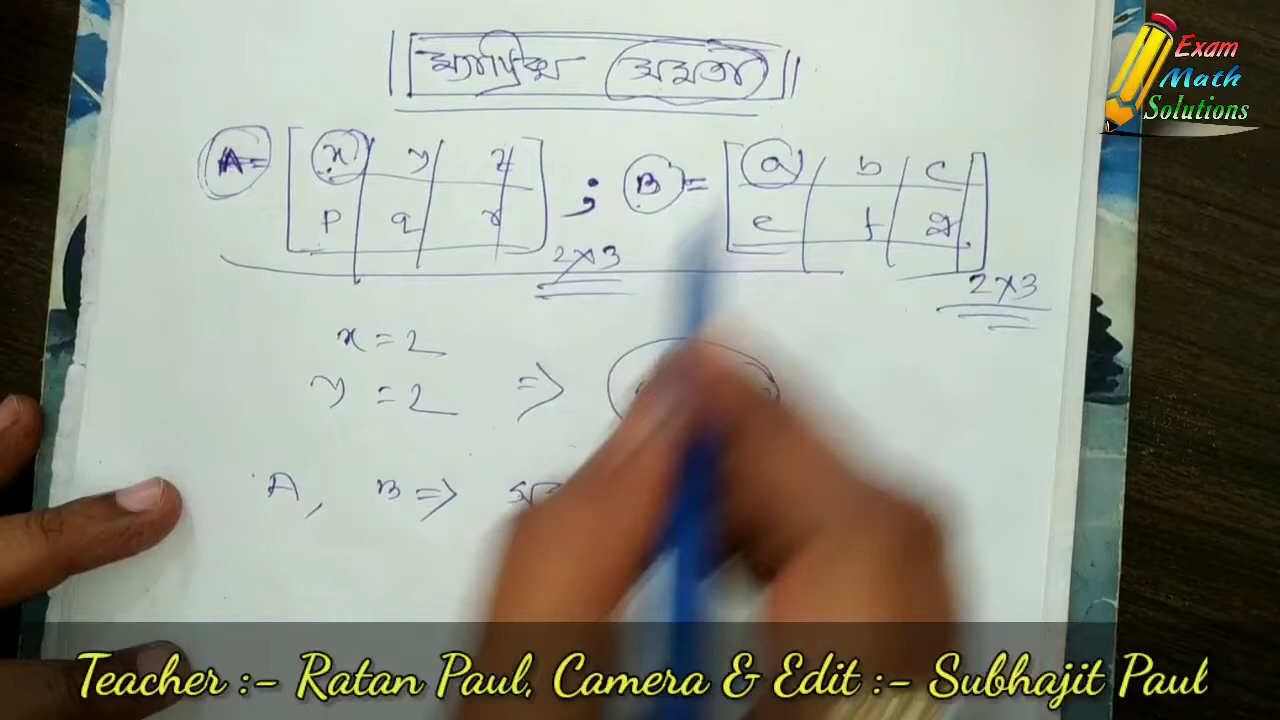 ম্যাট্রিক্স সমতা
Exam
Math
Solutions
A = [ x y z ; B = [ a b c
p q r ] 2×3 e f g ] 2×3
x = 2
y = 2 ⇒
A, B ⇒
Teacher :- Ratan Paul, Camera & Edit :- Subhajit Paul